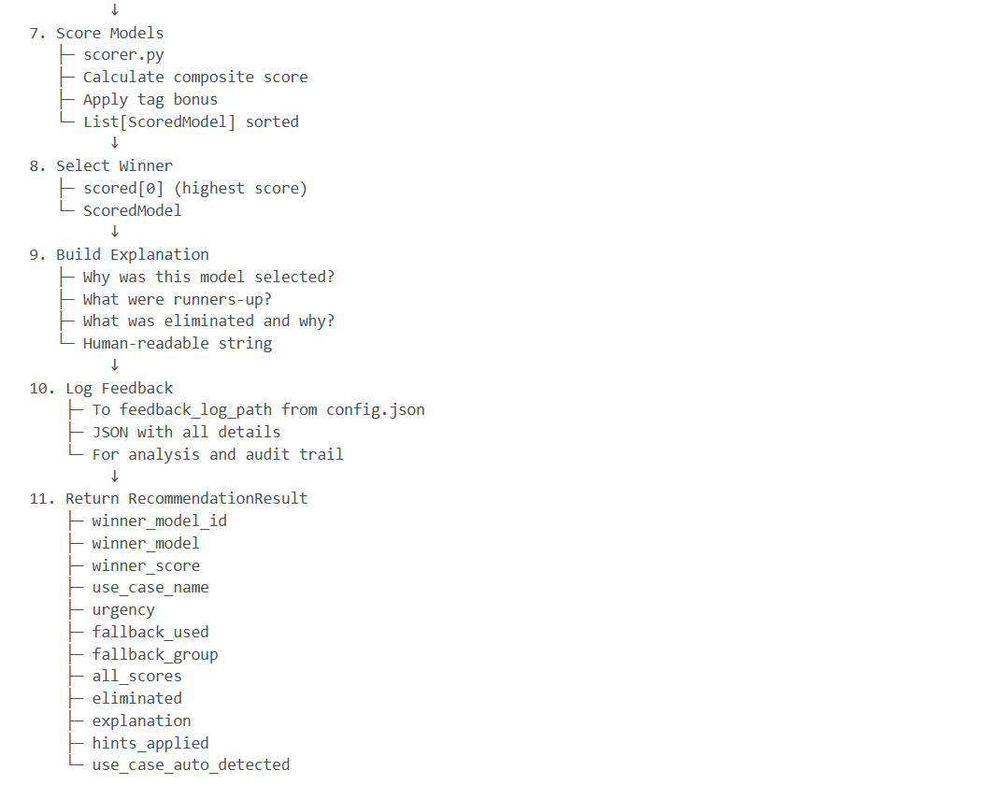 ↓
7. Score Models
├─ scorer.py
├─ Calculate composite score
├─ Apply tag bonus
└─ List[ScoredModel] sorted
↓
8. Select Winner
├─ scored[0] (highest score)
└─ ScoredModel
↓
9. Build Explanation
├─ Why was this model selected?
├─ What were runners-up?
├─ What was eliminated and why?
└─ Human-readable string
↓
10. Log Feedback
├─ To feedback_log_path from config.json
├─ JSON with all details
└─ For analysis and audit trail
↓
11. Return RecommendationResult
├─ winner_model_id
├─ winner_model
├─ winner_score
├─ use_case_name
├─ urgency
├─ fallback_used
├─ fallback_group
├─ all_scores
├─ eliminated
├─ explanation
├─ hints_applied
└─ use_case_auto_detected